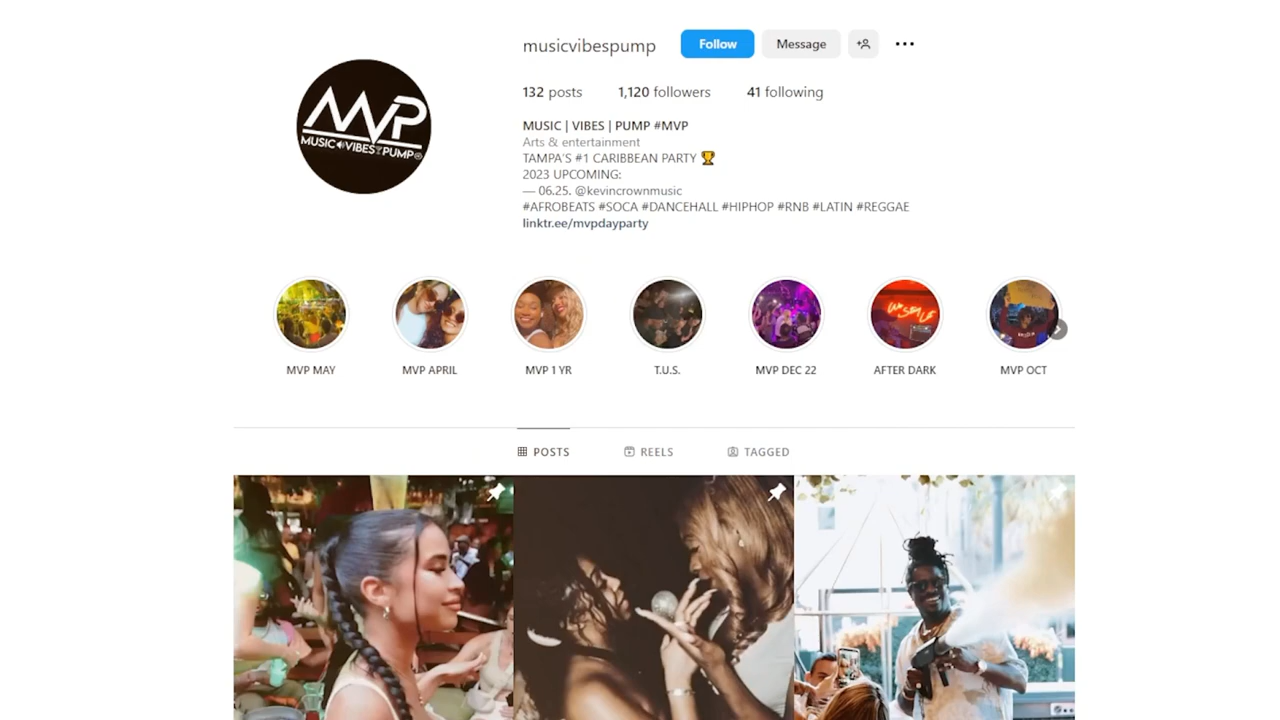 musicvibespump Follow Message
132 posts 1,120 followers 41 following
MVP
MUSIC VIBES PUMP
MUSIC | VIBES | PUMP #MVP
Arts & entertainment
TAMPA'S #1 CARIBBEAN PARTY 🏆
2023 UPCOMING:
— 06.25. @kevincrownmusic
#AFROBEATS #SOCA #DANCEHALL #HIPHOP #RNB #LATIN #REGGAE
linktr.ee/mvpdayparty
MVP MAY MVP APRIL MVP 1 YR T.U.S. MVP DEC 22 AFTER DARK MVP OCT
POSTS REELS TAGGED